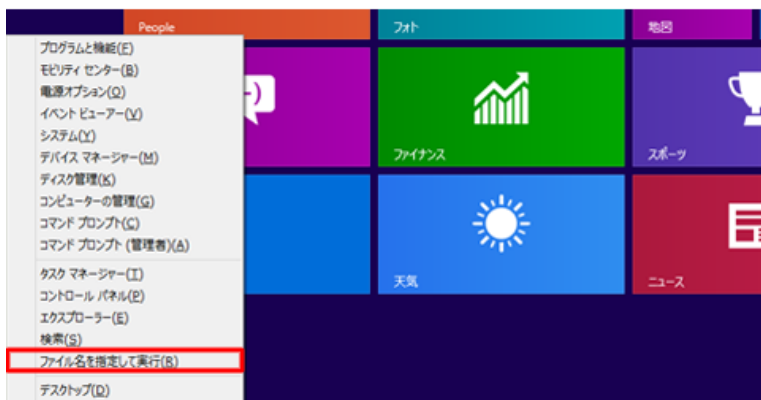 People
フォト
地図
プログラムと機能(F)
モビリティ センター(B)
電源オプション(O)
イベント ビューアー(V)
システム(Y)
デバイス マネージャー(M)
ディスク管理(K)
コンピューターの管理(G)
コマンド プロンプト(C)
コマンド プロンプト (管理者)(A)
タスク マネージャー(T)
コントロール パネル(P)
エクスプローラー(E)
検索(S)
ファイル名を指定して実行(R)
デスクトップ(D)
:-)
ファイナンス
スポーツ
天気
ニュース